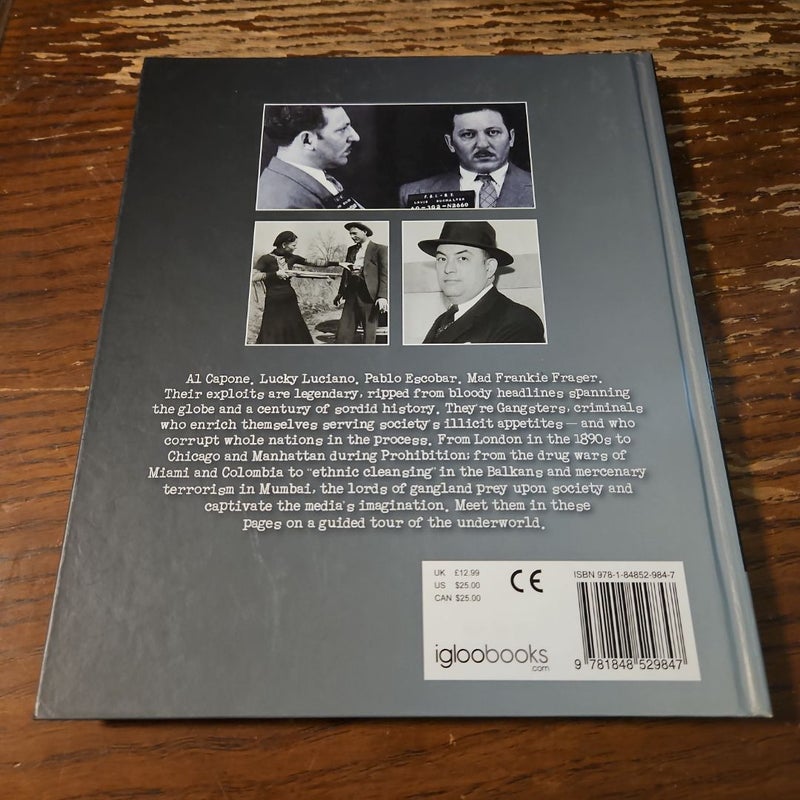 F.B.I.-B.S.
LOUIS BUCHALTER
AO-382-N2660
Al Capone. Lucky Luciano. Pablo Escobar. Mad Frankie Fraser.
Their exploits are legendary, ripped from bloody headlines spanning
the globe and a century of sordid history. They're Gangsters, criminals
who enrich themselves serving society's illicit appetites — and who
corrupt whole nations in the process. From London in the 1890s to
Chicago and Manhattan during Prohibition; from the drug wars of
Miami and Colombia to "ethnic cleansing" in the Balkans and mercenary
terrorism in Mumbai, the lords of gangland prey upon society and
captivate the media's imagination. Meet them in these
pages on a guided tour of the underworld.
UK £12.99
US $25.00
CAN $25.00
CE
ISBN 978-1-84852-984-7
igloobooks
.com
9 781848 529847